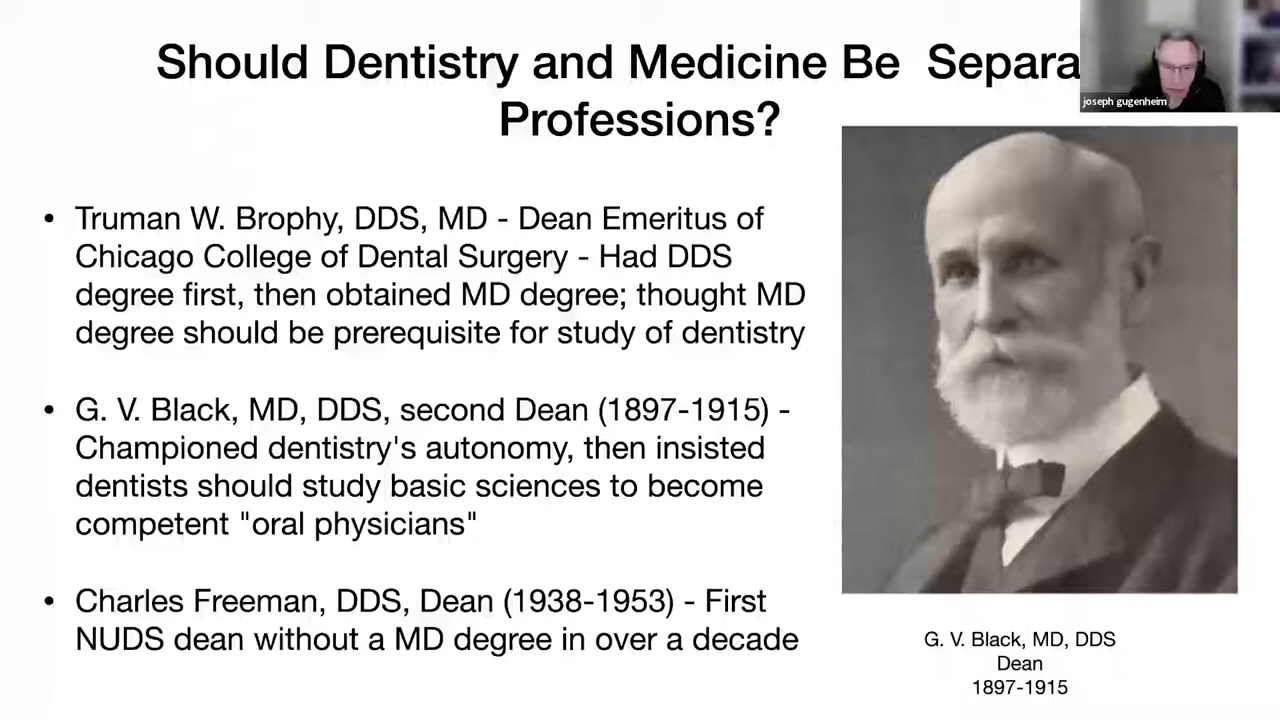 Should Dentistry and Medicine Be Separa
Professions?
joseph gugenheim
• Truman W. Brophy, DDS, MD - Dean Emeritus of
Chicago College of Dental Surgery - Had DDS
degree first, then obtained MD degree; thought MD
degree should be prerequisite for study of dentistry
• G. V. Black, MD, DDS, second Dean (1897-1915) -
Championed dentistry's autonomy, then insisted
dentists should study basic sciences to become
competent "oral physicians"
• Charles Freeman, DDS, Dean (1938-1953) - First
NUDS dean without a MD degree in over a decade
G. V. Black, MD, DDS
Dean
1897-1915